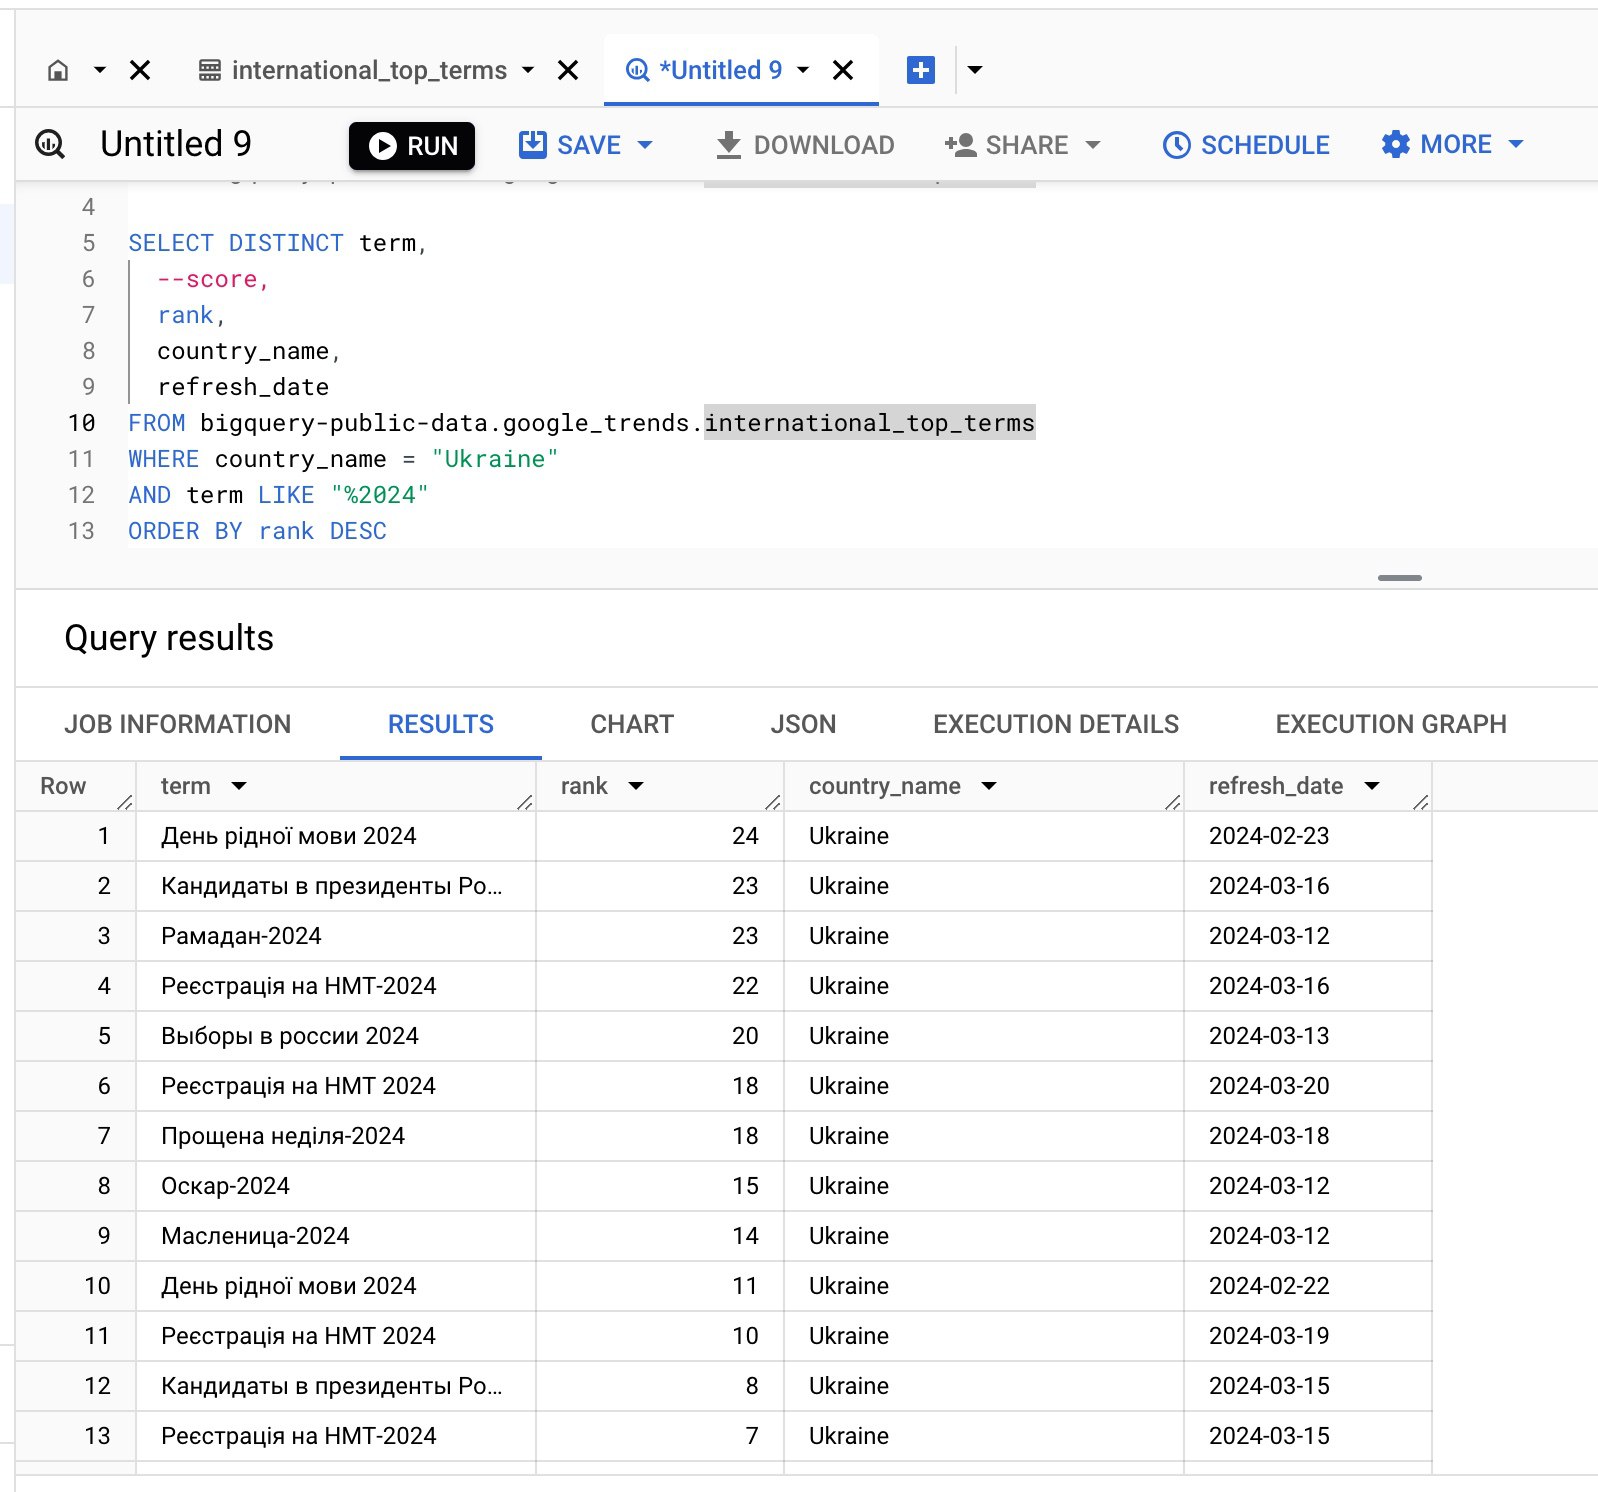 international_top_terms
*Untitled 9
Untitled 9
RUN
SAVE
DOWNLOAD
SHARE
SCHEDULE
MORE
4
5 SELECT DISTINCT term,
6 --score,
7 rank,
8 country_name,
9 refresh_date
10 FROM bigquery-public-data.google_trends.international_top_terms
11 WHERE country_name = "Ukraine"
12 AND term LIKE "%2024"
13 ORDER BY rank DESC
Query results
JOB INFORMATION RESULTS CHART JSON EXECUTION DETAILS EXECUTION GRAPH
Row term rank country_name refresh_date
1 День рідної мови 2024 24 Ukraine 2024-02-23
2 Кандидаты в президенты Ро... 23 Ukraine 2024-03-16
3 Рамадан-2024 23 Ukraine 2024-03-12
4 Реєстрація на НМТ-2024 22 Ukraine 2024-03-16
5 Выборы в россии 2024 20 Ukraine 2024-03-13
6 Реєстрація на НМТ 2024 18 Ukraine 2024-03-20
7 Прощена неділя-2024 18 Ukraine 2024-03-18
8 Оскар-2024 15 Ukraine 2024-03-12
9 Масленица-2024 14 Ukraine 2024-03-12
10 День рідної мови 2024 11 Ukraine 2024-02-22
11 Реєстрація на НМТ 2024 10 Ukraine 2024-03-19
12 Кандидаты в президенты Ро... 8 Ukraine 2024-03-15
13 Реєстрація на НМТ-2024 7 Ukraine 2024-03-15